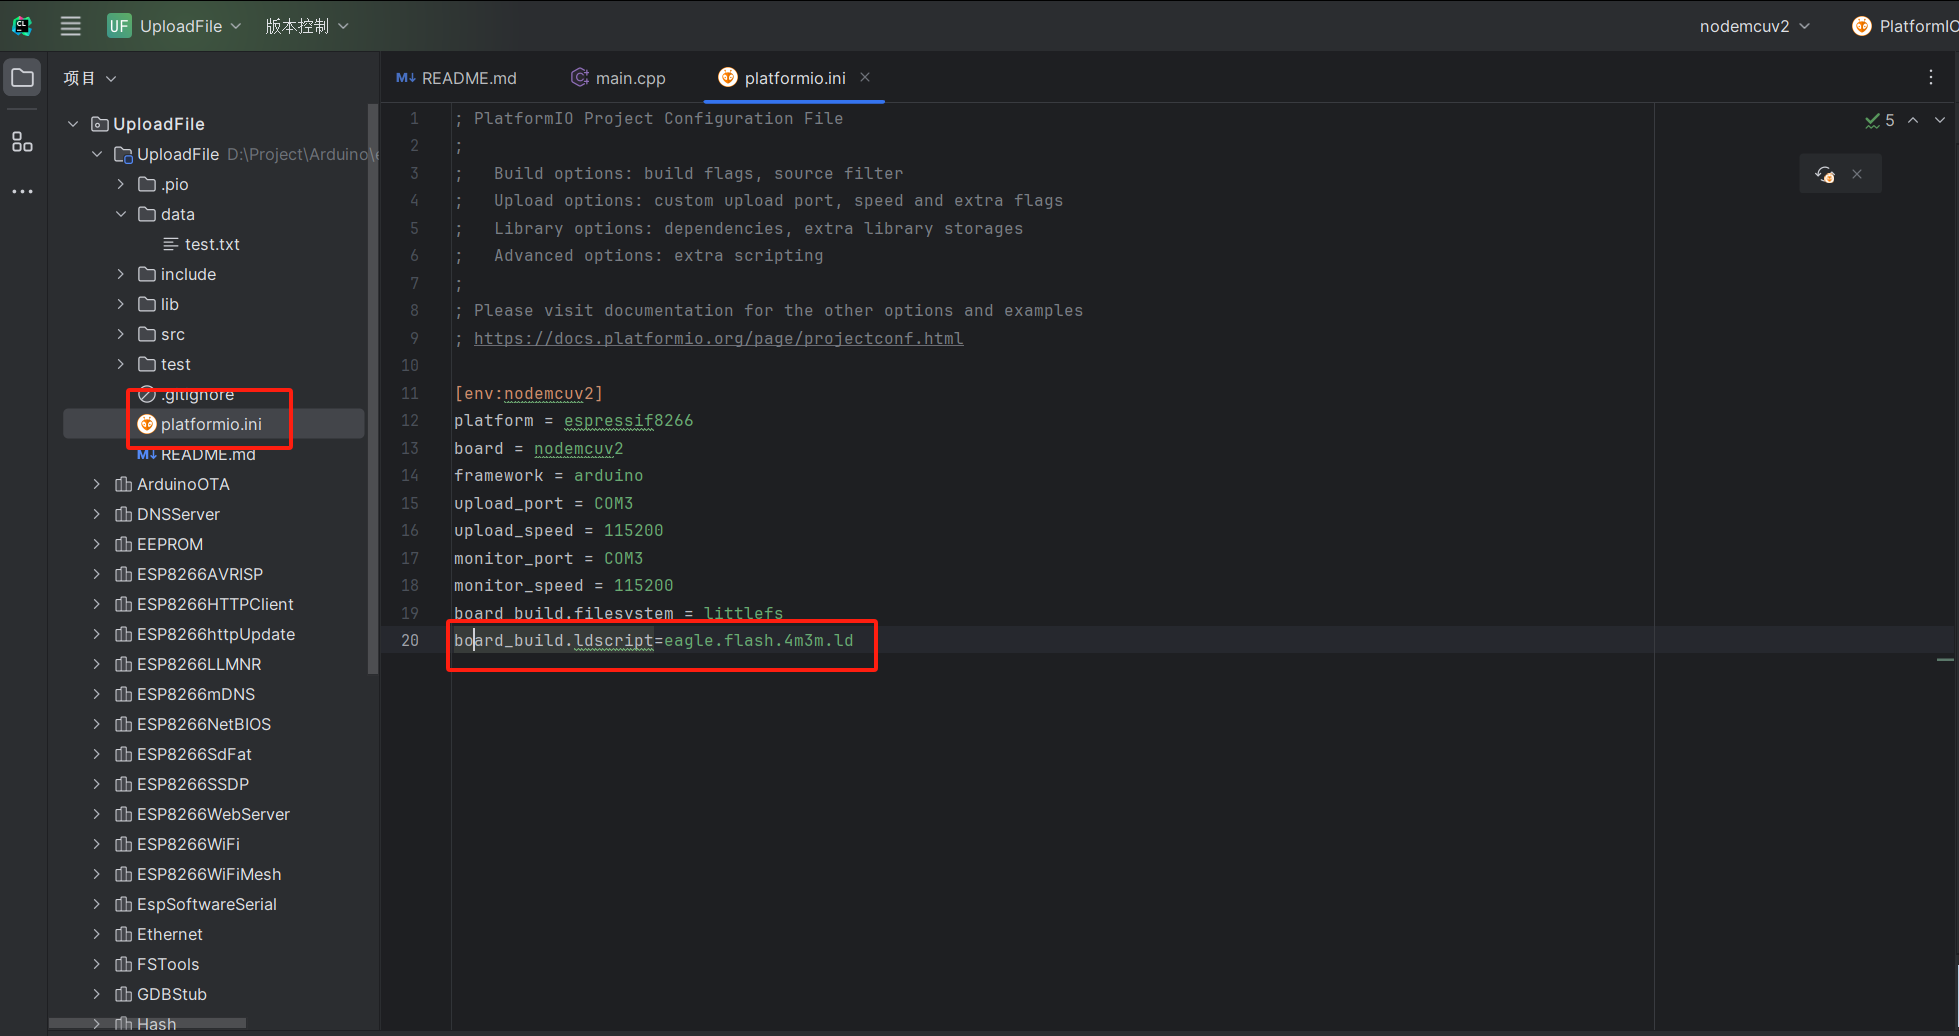 UF UploadFile 版本控制 nodemcuv2 PlatformIO
项目
README.md main.cpp platformio.ini
UploadFile
UploadFile D:\Project\Arduino\
.pio
data
test.txt
include
lib
src
test
.gitignore
platformio.ini
README.md
ArduinoOTA
DNSServer
EEPROM
ESP8266AVRISP
ESP8266HTTPClient
ESP8266httpUpdate
ESP8266LLMNR
ESP8266mDNS
ESP8266NetBIOS
ESP8266SdFat
ESP8266SSDP
ESP8266WebServer
ESP8266WiFi
ESP8266WiFiMesh
EspSoftwareSerial
Ethernet
FSTools
GDBStub
Hash
1 ; PlatformIO Project Configuration File
2 ;
3 ;   Build options: build flags, source filter
4 ;   Upload options: custom upload port, speed and extra flags
5 ;   Library options: dependencies, extra library storages
6 ;   Advanced options: extra scripting
7 ;
8 ; Please visit documentation for the other options and examples
9 ; https://docs.platformio.org/page/projectconf.html
10
11 [env:nodemcuv2]
12 platform = espressif8266
13 board = nodemcuv2
14 framework = arduino
15 upload_port = COM3
16 upload_speed = 115200
17 monitor_port = COM3
18 monitor_speed = 115200
19 board_build.filesystem = littlefs
20 board_build.ldscript=eagle.flash.4m3m.ld
5